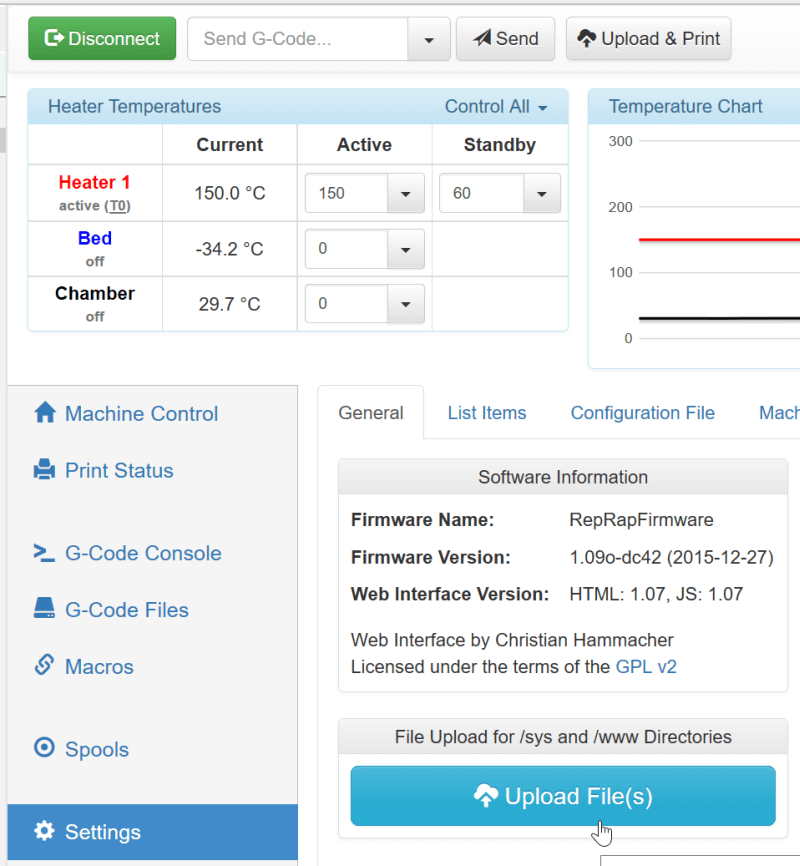 Disconnect Send G-Code... Send Upload & Print
Heater Temperatures Control All
Temperature Chart
Current Active Standby
Heater 1
active (T0)
150.0 °C 150 60
Bed
off
-34.2 °C 0
Chamber
off
29.7 °C 0
300
200
100
0
Machine Control
Print Status
G-Code Console
G-Code Files
Macros
Spools
Settings
General List Items Configuration File Mach
Software Information
Firmware Name: RepRapFirmware
Firmware Version: 1.09o-dc42 (2015-12-27)
Web Interface Version: HTML: 1.07, JS: 1.07
Web Interface by Christian Hammacher
Licensed under the terms of the GPL v2
File Upload for /sys and /www Directories
Upload File(s)